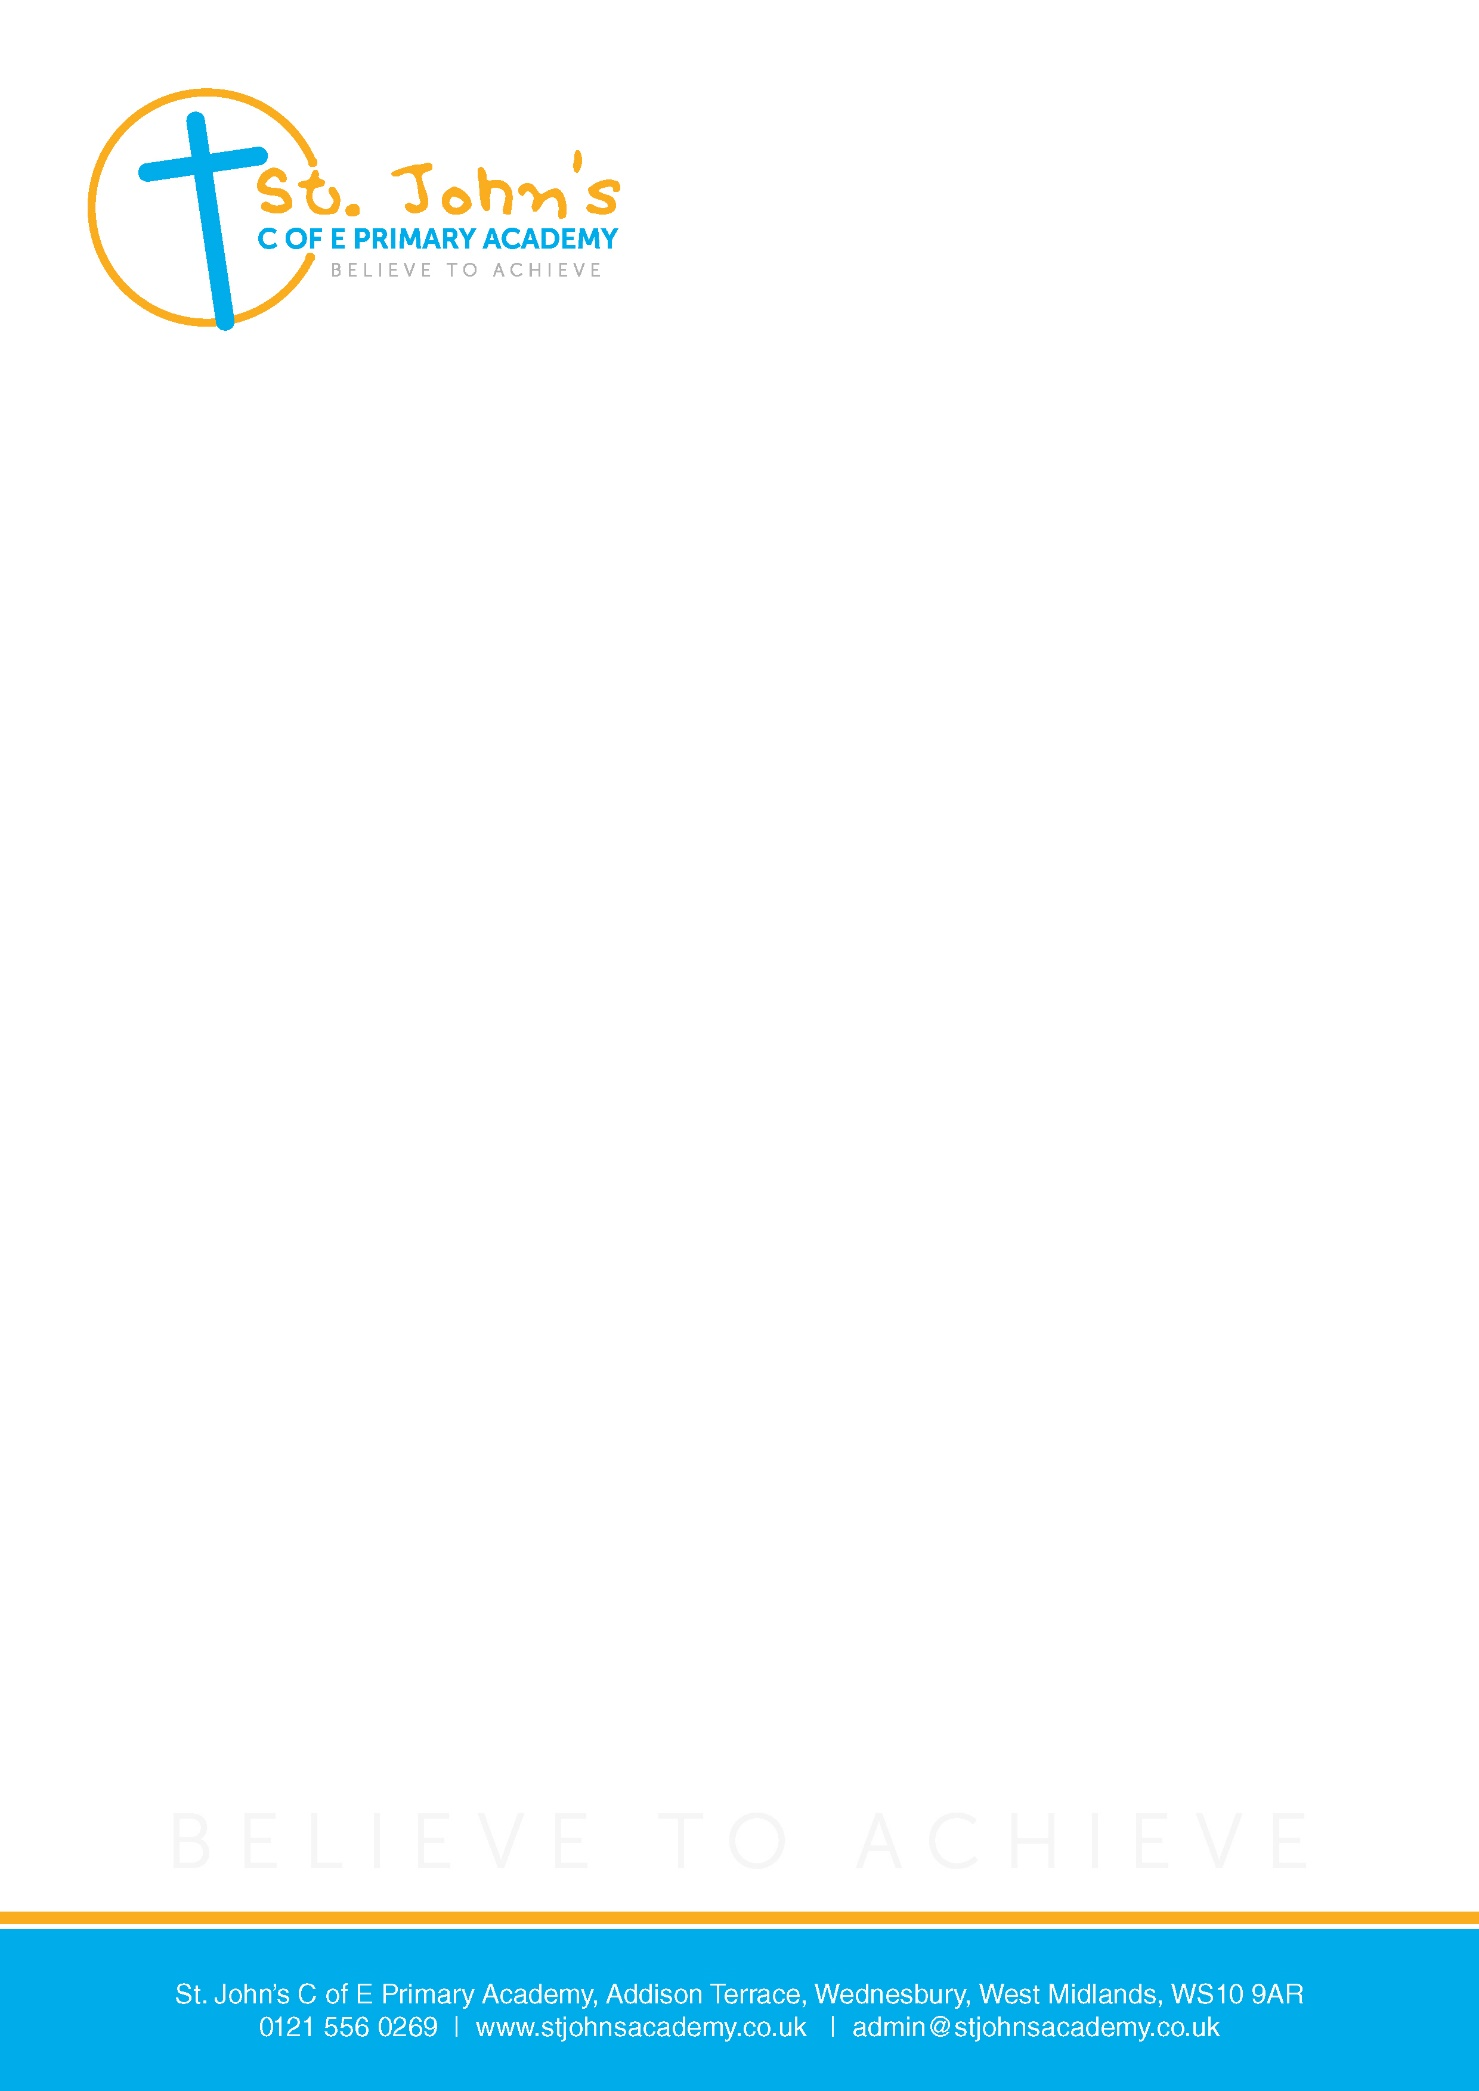 St. John's
C OF E PRIMARY ACADEMY
BELIEVE TO ACHIEVE
BELIEVE TO ACHIEVE
St. John’s C of E Primary Academy, Addison Terrace, Wednesbury, West Midlands, WS10 9AR
0121 556 0269 | www.stjohnsacademy.co.uk | admin@stjohnsacademy.co.uk